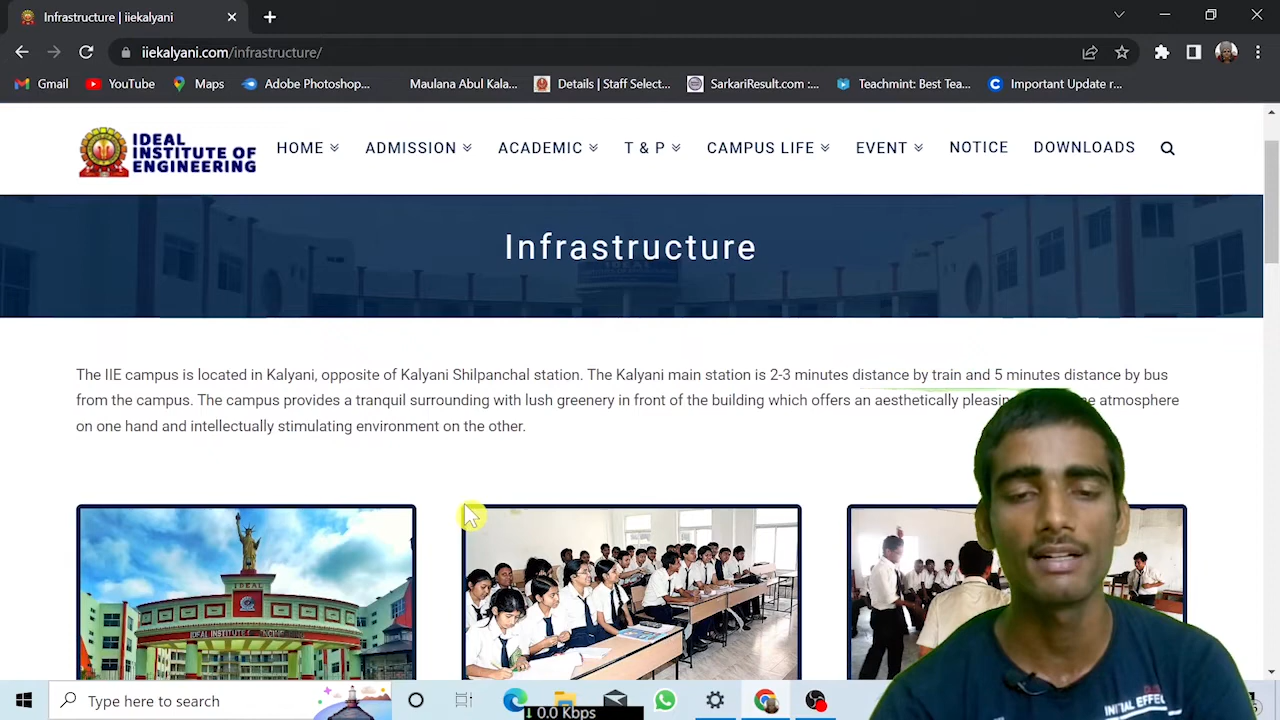 Infrastructure | iiekalyani
iiekalyani.com/infrastructure/
Gmail YouTube Maps Adobe Photoshop... Maulana Abul Kala... Details | Staff Select... SarkariResult.com :... Teachmint: Best Tea... Important Update r...
IDEAL
INSTITUTE OF
ENGINEERING
HOME ADMISSION ACADEMIC T & P CAMPUS LIFE EVENT NOTICE DOWNLOADS
Infrastructure
The IIE campus is located in Kalyani, opposite of Kalyani Shilpanchal station. The Kalyani main station is 2-3 minutes distance by train and 5 minutes distance by bus
from the campus. The campus provides a tranquil surrounding with lush greenery in front of the building which offers an aesthetically atmosphere
on one hand and intellectually stimulating environment on the other.
IDEAL
IDEAL INSTITUTE
INITIAL EFFEC
Type here to search
0.0 Kbps